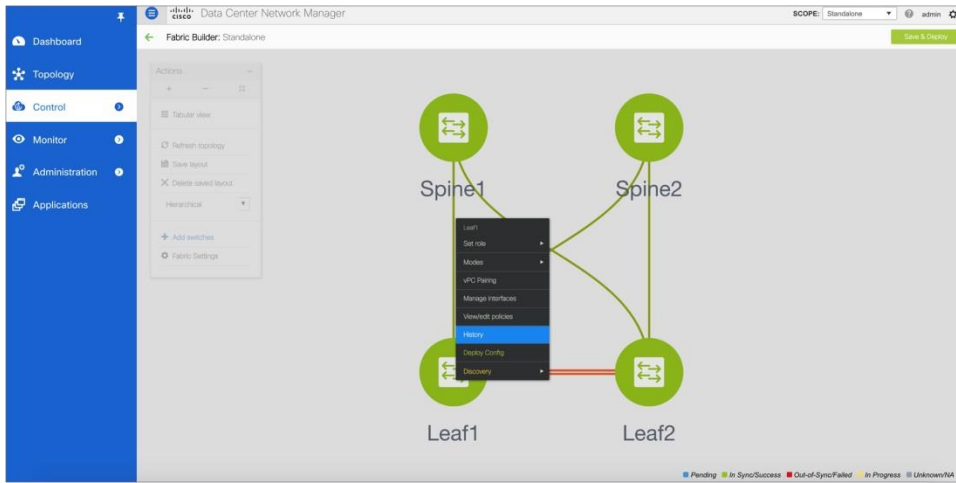 cisco Data Center Network Manager
SCOPE: Standalone admin
Dashboard
Topology
Control
Monitor
Administration
Applications
Fabric Builder: Standalone
Save & Deploy
Actions
Tabular view
Refresh topology
Save layout
Delete saved layout
Hierarchical
Add switches
Fabric Settings
Spine1
Spine2
Leaf1
Set role
Modes
vPC Pairing
Manage interfaces
View/edit policies
History
Deploy Config
Discovery
Leaf1
Leaf2
Pending In Sync/Success Out-of-Sync/Failed In Progress Unknown/NA